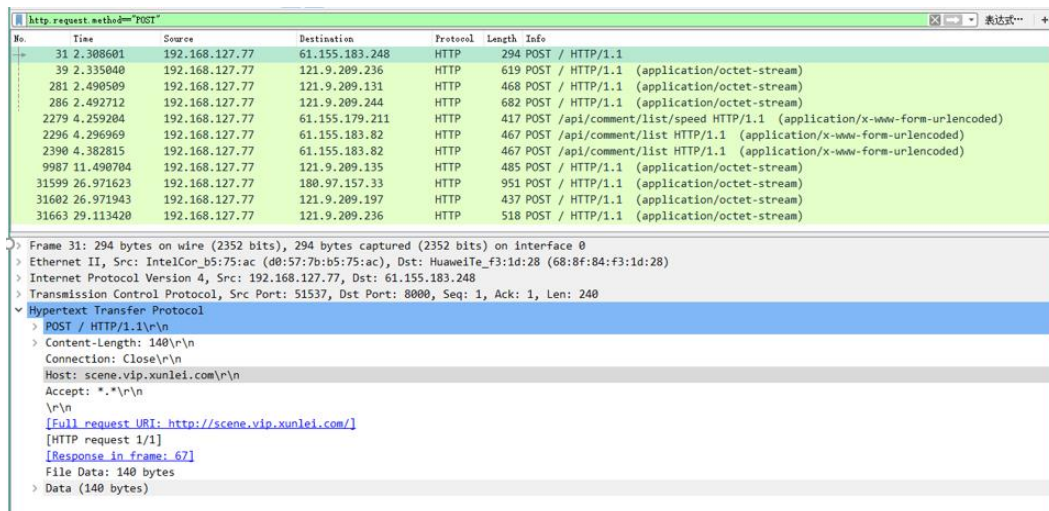 http.request.method=="POST" 表达式… +
No. Time Source Destination Protocol Length Info
31 2.308601 192.168.127.77 61.155.183.248 HTTP 294 POST / HTTP/1.1
39 2.335040 192.168.127.77 121.9.209.236 HTTP 619 POST / HTTP/1.1 (application/octet-stream)
281 2.490509 192.168.127.77 121.9.209.131 HTTP 468 POST / HTTP/1.1 (application/octet-stream)
286 2.492712 192.168.127.77 121.9.209.244 HTTP 682 POST / HTTP/1.1 (application/octet-stream)
2279 4.259204 192.168.127.77 61.155.179.211 HTTP 417 POST /api/comment/list/speed HTTP/1.1 (application/x-www-form-urlencoded)
2296 4.296969 192.168.127.77 61.155.183.82 HTTP 467 POST /api/comment/list HTTP/1.1 (application/x-www-form-urlencoded)
2390 4.382815 192.168.127.77 61.155.183.82 HTTP 467 POST /api/comment/list HTTP/1.1 (application/x-www-form-urlencoded)
9987 11.490704 192.168.127.77 121.9.209.135 HTTP 485 POST / HTTP/1.1 (application/octet-stream)
31599 26.971623 192.168.127.77 180.97.157.33 HTTP 951 POST / HTTP/1.1 (application/octet-stream)
31602 26.971943 192.168.127.77 121.9.209.197 HTTP 437 POST / HTTP/1.1 (application/octet-stream)
31663 29.113420 192.168.127.77 121.9.209.236 HTTP 518 POST / HTTP/1.1 (application/octet-stream)
> Frame 31: 294 bytes on wire (2352 bits), 294 bytes captured (2352 bits) on interface 0
> Ethernet II, Src: IntelCor_b5:75:ac (d0:57:7b:b5:75:ac), Dst: HuaweiTe_f3:1d:28 (68:8f:84:f3:1d:28)
> Internet Protocol Version 4, Src: 192.168.127.77, Dst: 61.155.183.248
> Transmission Control Protocol, Src Port: 51537, Dst Port: 8000, Seq: 1, Ack: 1, Len: 240
Hypertext Transfer Protocol
> POST / HTTP/1.1\r\n
> Content-Length: 140\r\n
Connection: Close\r\n
Host: scene.vip.xunlei.com\r\n
Accept: *.*\r\n
\r\n
[Full request URI: http://scene.vip.xunlei.com/]
[HTTP request 1/1]
[Response in frame: 67]
File Data: 140 bytes
> Data (140 bytes)